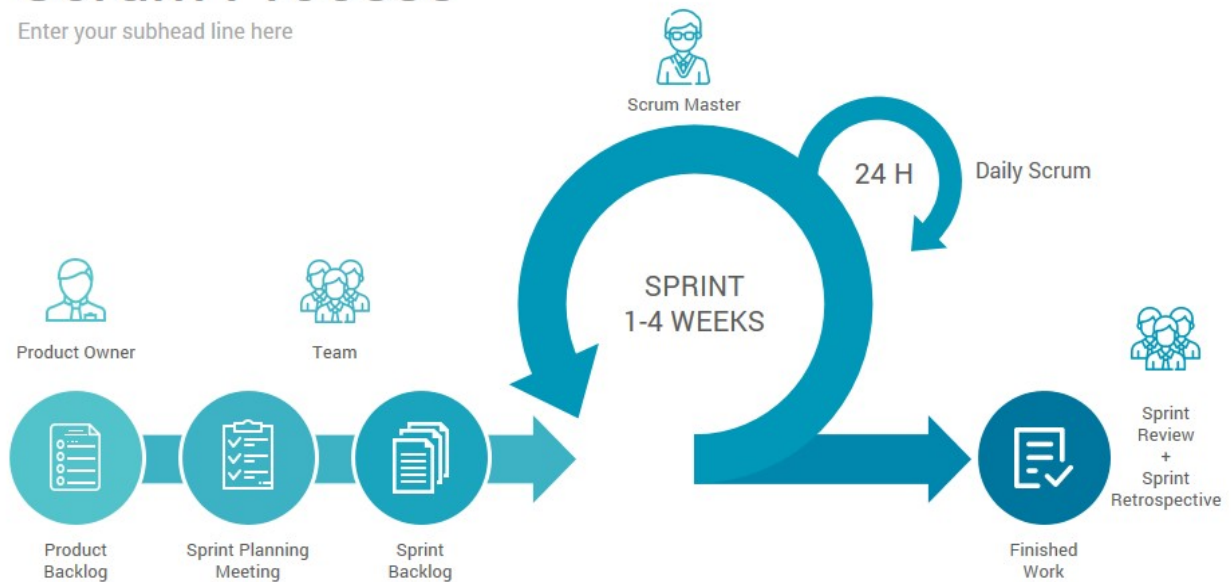 Enter your subhead line here
Scrum Master
24 H
Daily Scrum
SPRINT
1-4 WEEKS
Product Owner
Team
Sprint
Review
+
Sprint
Retrospective
Product
Backlog
Sprint Planning
Meeting
Sprint
Backlog
Finished
Work